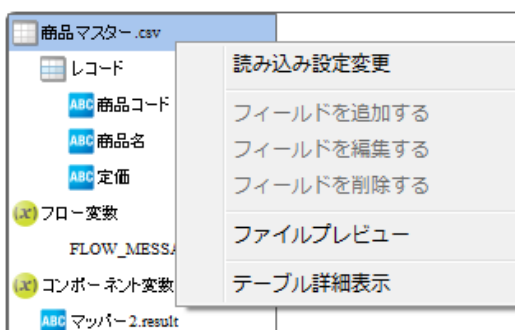 商品マスター.csv
レコード
ABC 商品コード
ABC 商品名
ABC 定価
(x) フロー変数
FLOW_MESSA
(x) コンポーネント変数
ABC マッパー2.result
読み込み設定変更
フィールドを追加する
フィールドを編集する
フィールドを削除する
ファイルプレビュー
テーブル詳細表示